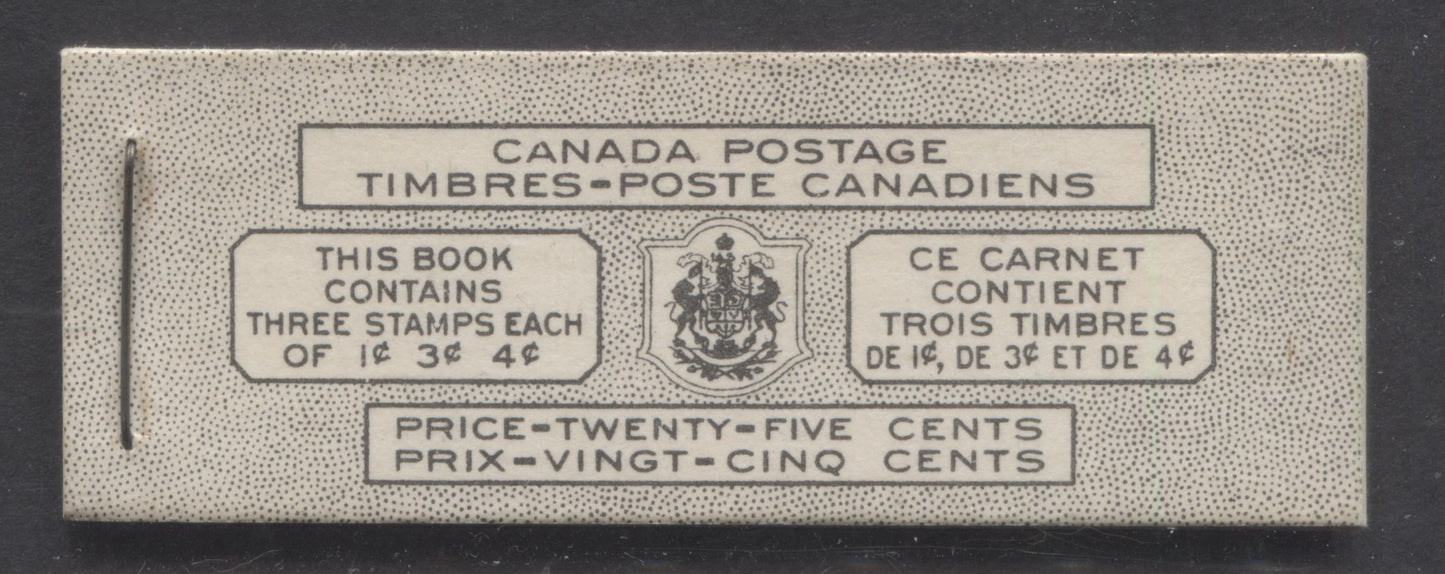 CANADA POSTAGE
TIMBRES-POSTE CANADIENS
THIS BOOK
CONTAINS
THREE STAMPS EACH
OF 1¢ 3¢ 4¢
CE CARNET
CONTIENT
TROIS TIMBRES
DE 1¢, DE 3¢ ET DE 4¢
PRICE-TWENTY-FIVE CENTS
PRIX-VINGT-CINQ CENTS